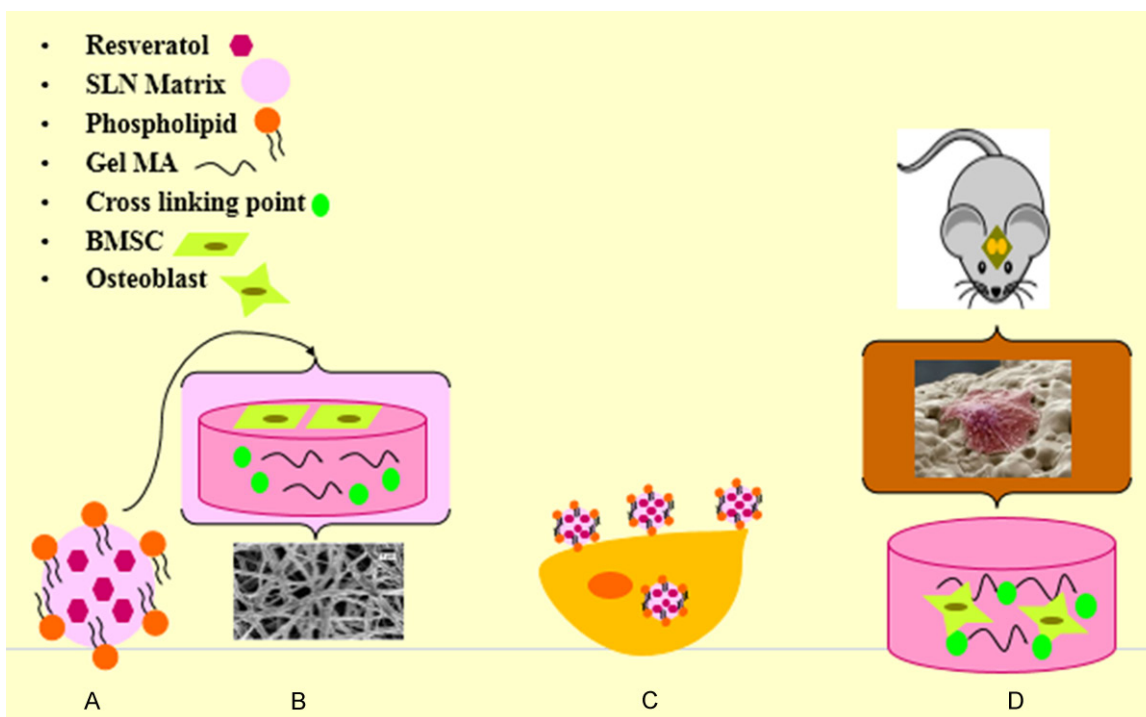 Resveratol
SLN Matrix
Phospholipid
Gel MA
Cross linking point
BMSC
Osteoblast
A B C D